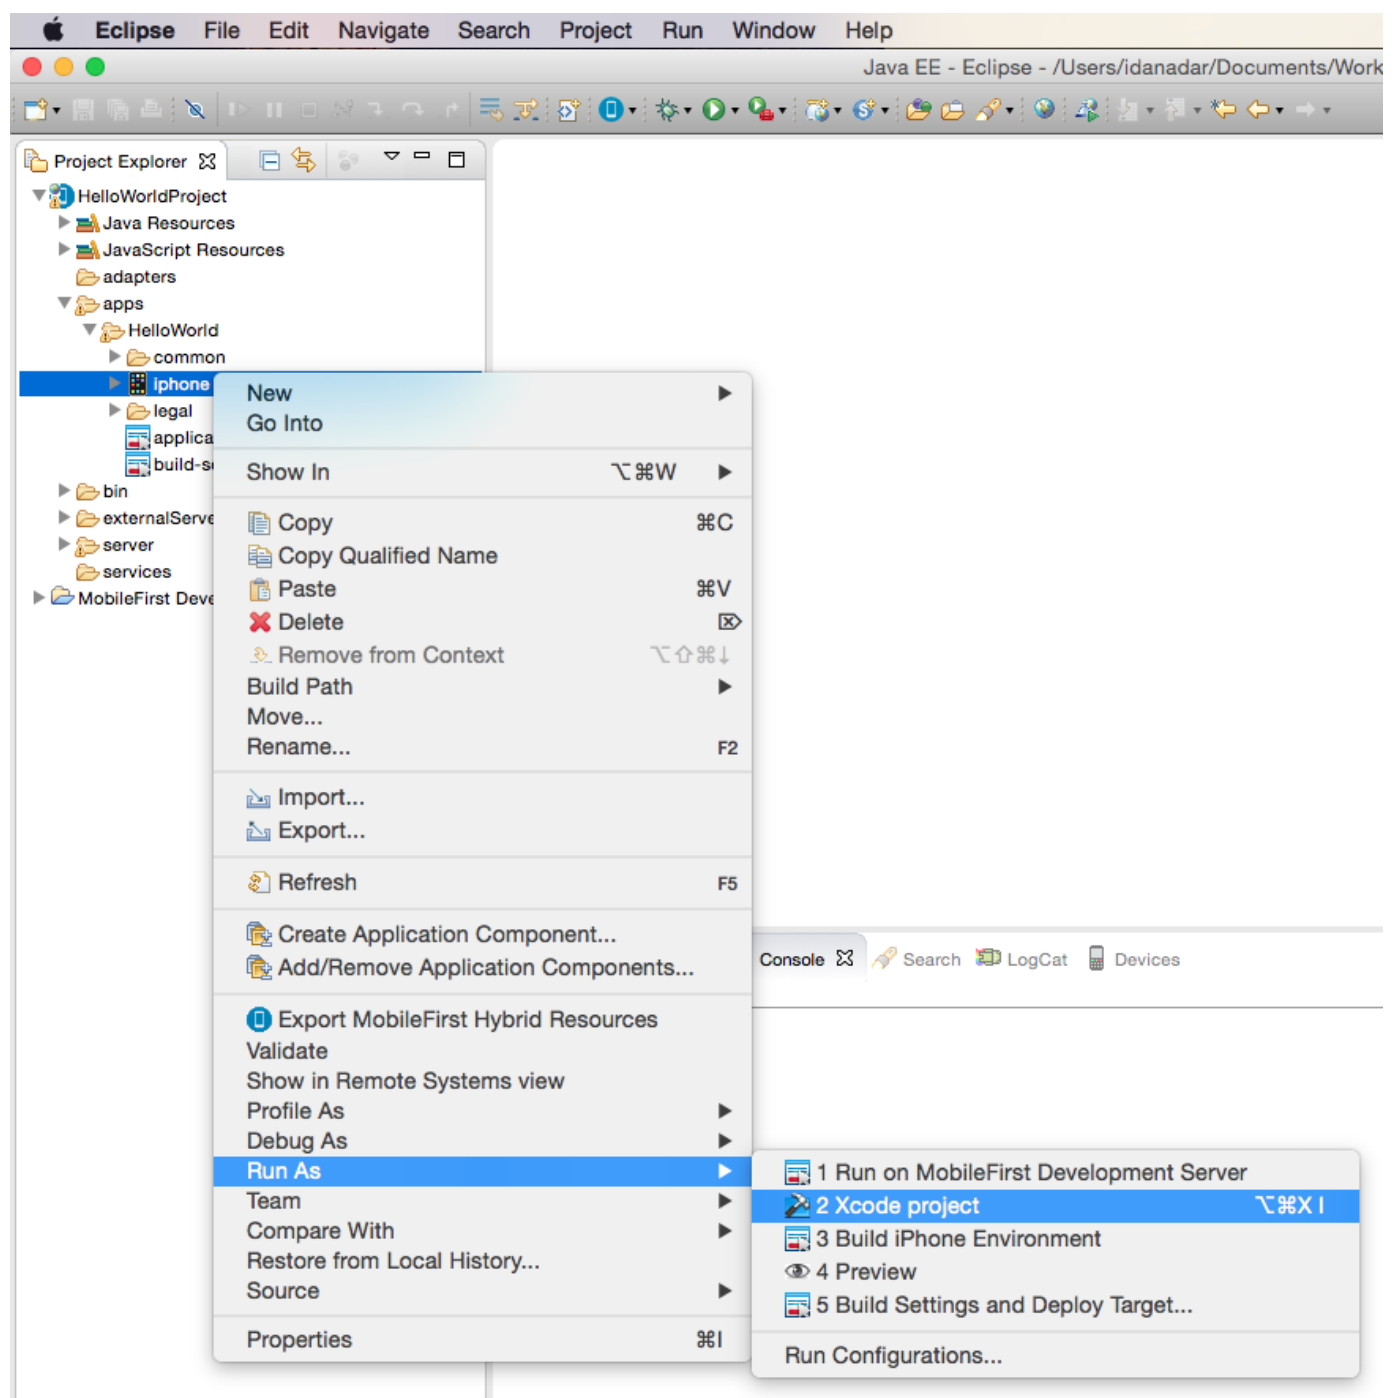 Eclipse File Edit Navigate Search Project Run Window Help
Java EE - Eclipse - /Users/idanadar/Documents/Work
Project Explorer
HelloWorldProject
Java Resources
JavaScript Resources
adapters
apps
HelloWorld
common
iphone
legal
applica
build-s
bin
externalServe
server
services
MobileFirst Deve
New
Go Into
Show In ⌥⌘W
Copy ⌘C
Copy Qualified Name
Paste ⌘V
Delete ⌦
Remove from Context ⌥⇧⌘↓
Build Path
Move...
Rename... F2
Import...
Export...
Refresh F5
Create Application Component...
Add/Remove Application Components...
Export MobileFirst Hybrid Resources
Validate
Show in Remote Systems view
Profile As
Debug As
Run As
Team
Compare With
Restore from Local History...
Source
Properties ⌘I
Console Search LogCat Devices
1 Run on MobileFirst Development Server
2 Xcode project ⌥⌘X I
3 Build iPhone Environment
4 Preview
5 Build Settings and Deploy Target...
Run Configurations...